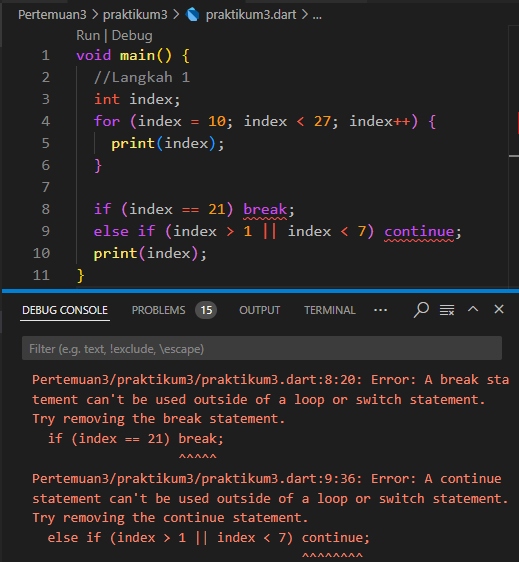 Pertemuan3 > praktikum3 > praktikum3.dart > ...
Run | Debug
1 void main() {
2 //Langkah 1
3 int index;
4 for (index = 10; index < 27; index++) {
5 print(index);
6 }
7
8 if (index == 21) break;
9 else if (index > 1 || index < 7) continue;
10 print(index);
11 }
DEBUG CONSOLE PROBLEMS 15 OUTPUT TERMINAL ...
Filter (e.g. text, !exclude, \escape)
Pertemuan3/praktikum3/praktikum3.dart:8:20: Error: A break sta
tement can't be used outside of a loop or switch statement.
Try removing the break statement.
if (index == 21) break;
^^^^^
Pertemuan3/praktikum3/praktikum3.dart:9:36: Error: A continue
statement can't be used outside of a loop or switch statement.
Try removing the continue statement.
else if (index > 1 || index < 7) continue;
^^^^^^^^